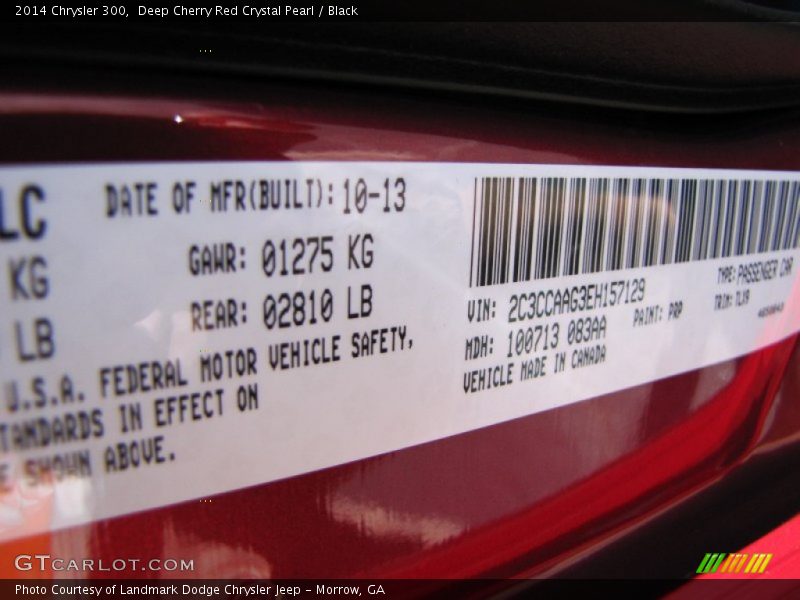 2014 Chrysler 300, Deep Cherry Red Crystal Pearl / Black
LC
DATE OF MFR(BUILT): 10-13
KG
GAWR: 01275 KG
LB
REAR: 02810 LB
U.S.A. FEDERAL MOTOR VEHICLE SAFETY,
TANDARDS IN EFFECT ON
E SHOWN ABOVE.
VIN: 2C3CCAAG3EH157129
TYPE: PASSENGER CAR
MDH: 100713 083AA
PAINT: PRP
TRIM: TLX9
VEHICLE MADE IN CANADA
GTCARLOT.COM
Photo Courtesy of Landmark Dodge Chrysler Jeep - Morrow, GA